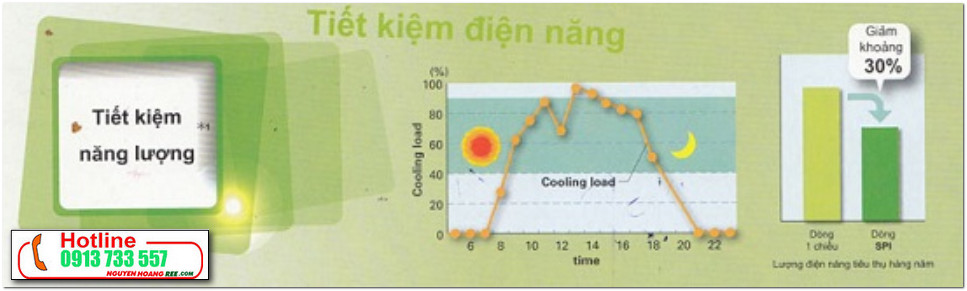 Tiết kiệm điện năng
Tiết kiệm
năng lượng
*1
Hotline
0913 733 557
NGUYEN HOANG REE.COM
(%)
100
80
60
40
20
0
Cooling load
Cooling load
6 8 10 12 14 16 18 20 22
time
Giảm
khoảng
30%
Dòng
1 chiều
Dòng
SPI
Lượng điện năng tiêu thụ hàng năm